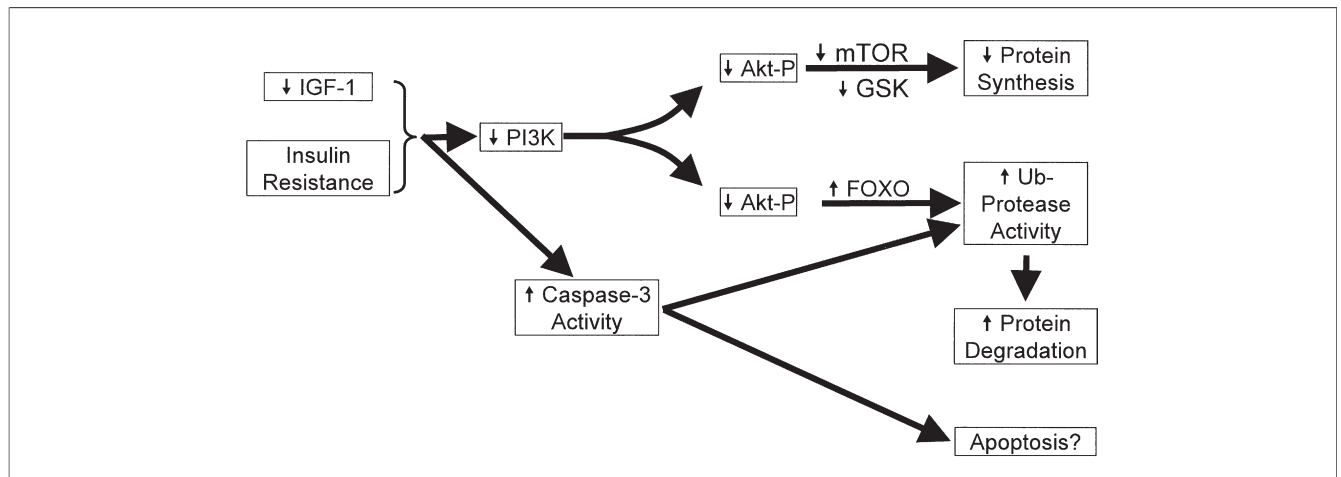 ↓ IGF-1
Insulin
Resistance
↓ PI3K
↓ Akt-P
↓ mTOR
↓ GSK
↓ Protein
Synthesis
↓ Akt-P
↑ FOXO
↑ Ub-
Protease
Activity
↑ Caspase-3
Activity
↑ Protein
Degradation
Apoptosis?